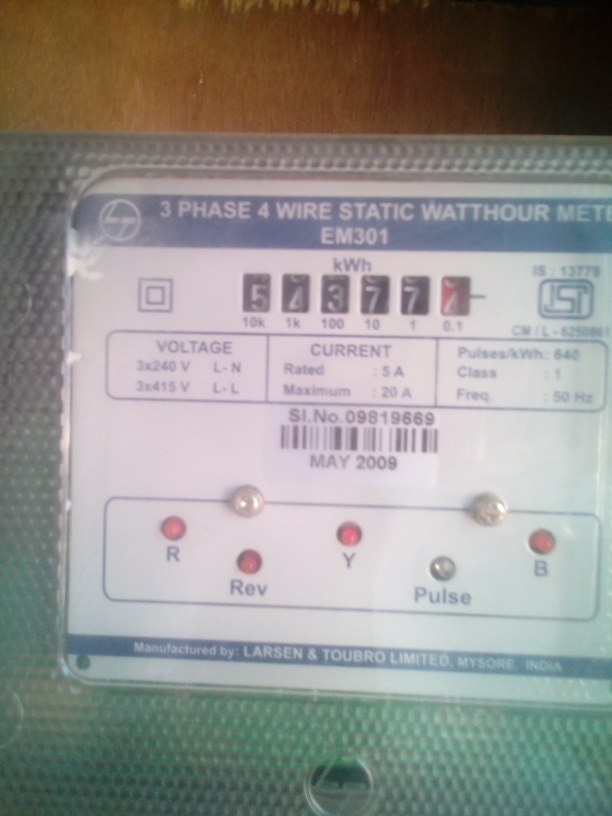 3 PHASE 4 WIRE STATIC WATTHOUR
EM301
kWh
IS : 13779
5 4 3 7 7
10k 1k 100 10 1 0.1
CM / L -
VOLTAGE
3x240 V L- N
3x415 V L- L
CURRENT
Rated : 5 A
Maximum : 20 A
Pulses/kWh: 640
Class : 1
Freq. : 50 Hz
Sl.No.09819669
MAY 2009
R
Rev
Y
Pulse
B
Manufactured by: LARSEN & TOUBRO LIMITED, MYSORE, INDIA